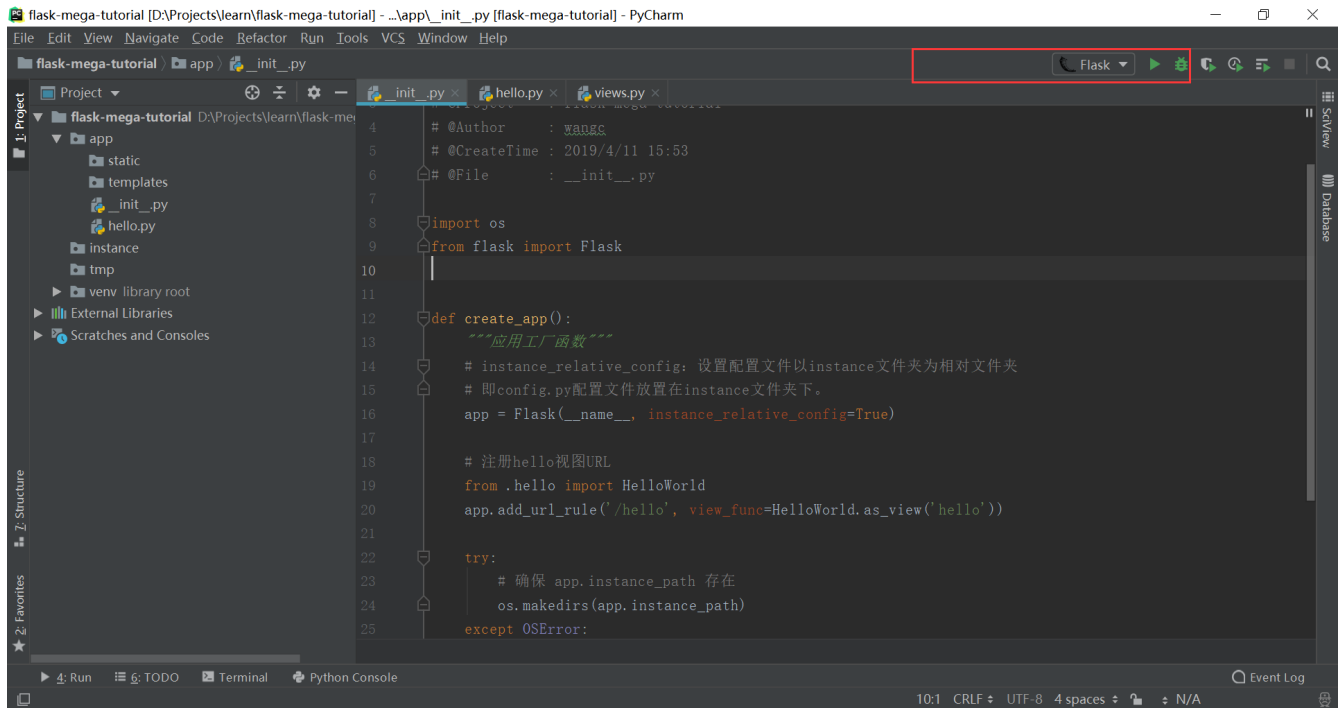 flask-mega-tutorial [D:\Projects\learn\flask-mega-tutorial] - ...\app\__init__.py [flask-mega-tutorial] - PyCharm
File Edit View Navigate Code Refactor Run Tools VCS Window Help
flask-mega-tutorial app __init__.py Flask
1: Project
7: Structure
2: Favorites
Project
flask-mega-tutorial D:\Projects\learn\flask-me
app
static
templates
__init__.py
hello.py
instance
tmp
venv library root
External Libraries
Scratches and Consoles
__init__.py hello.py views.py
3 # @Project : flask-mega-tutorial
4 # @Author : wangc
5 # @CreateTime : 2019/4/11 15:53
6 # @File : __init__.py
7
8 import os
9 from flask import Flask
10
11
12 def create_app():
13 """应用工厂函数"""
14 # instance_relative_config：设置配置文件以instance文件夹为相对文件夹
15 # 即config.py配置文件放置在instance文件夹下。
16 app = Flask(__name__, instance_relative_config=True)
17
18 # 注册hello视图URL
19 from .hello import HelloWorld
20 app.add_url_rule('/hello', view_func=HelloWorld.as_view('hello'))
21
22 try:
23 # 确保 app.instance_path 存在
24 os.makedirs(app.instance_path)
25 except OSError:
SciView
Database
4: Run 6: TODO Terminal Python Console Event Log
10:1 CRLF UTF-8 4 spaces N/A